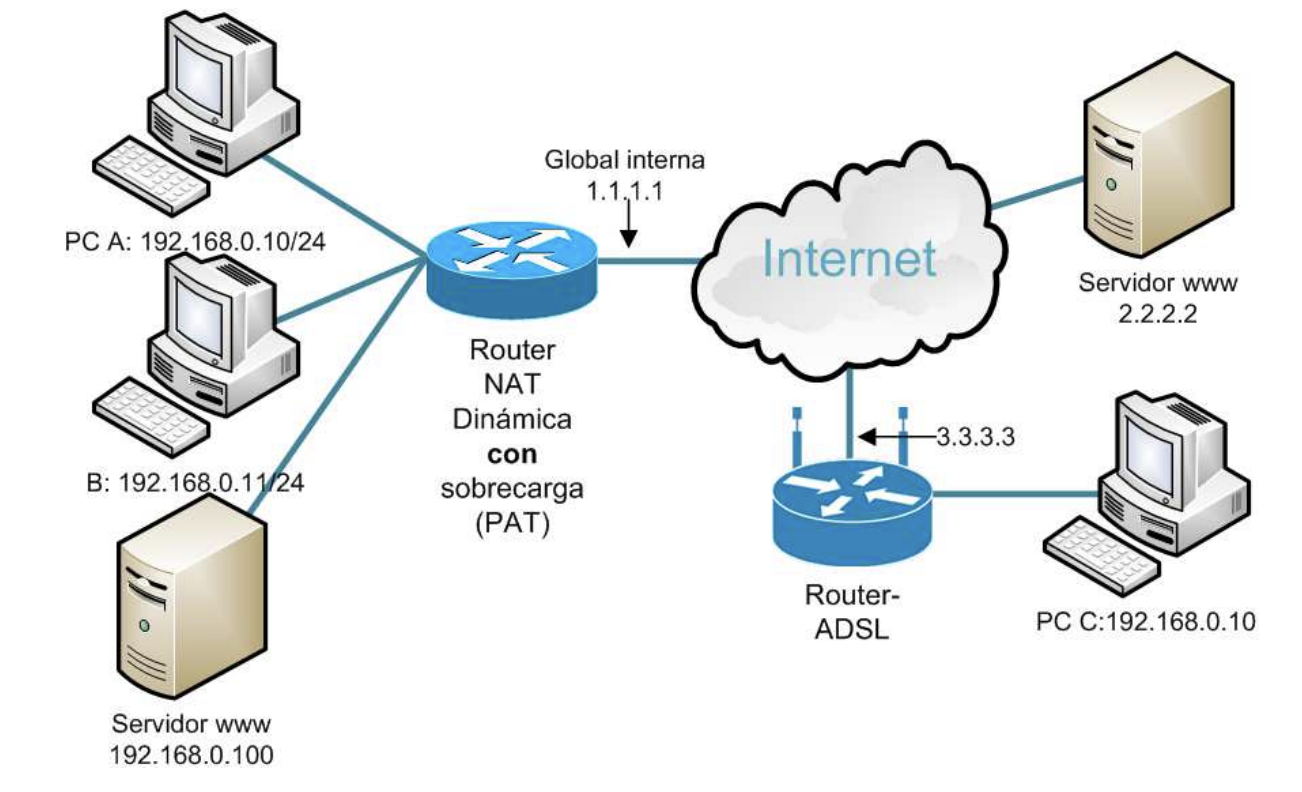 PC A: 192.168.0.10/24
B: 192.168.0.11/24
Servidor www
192.168.0.100
Router
NAT
Dinámica
con
sobrecarga
(PAT)
Global interna
1.1.1.1
Internet
Servidor www
2.2.2.2
3.3.3.3
Router-
ADSL
PC C:192.168.0.10